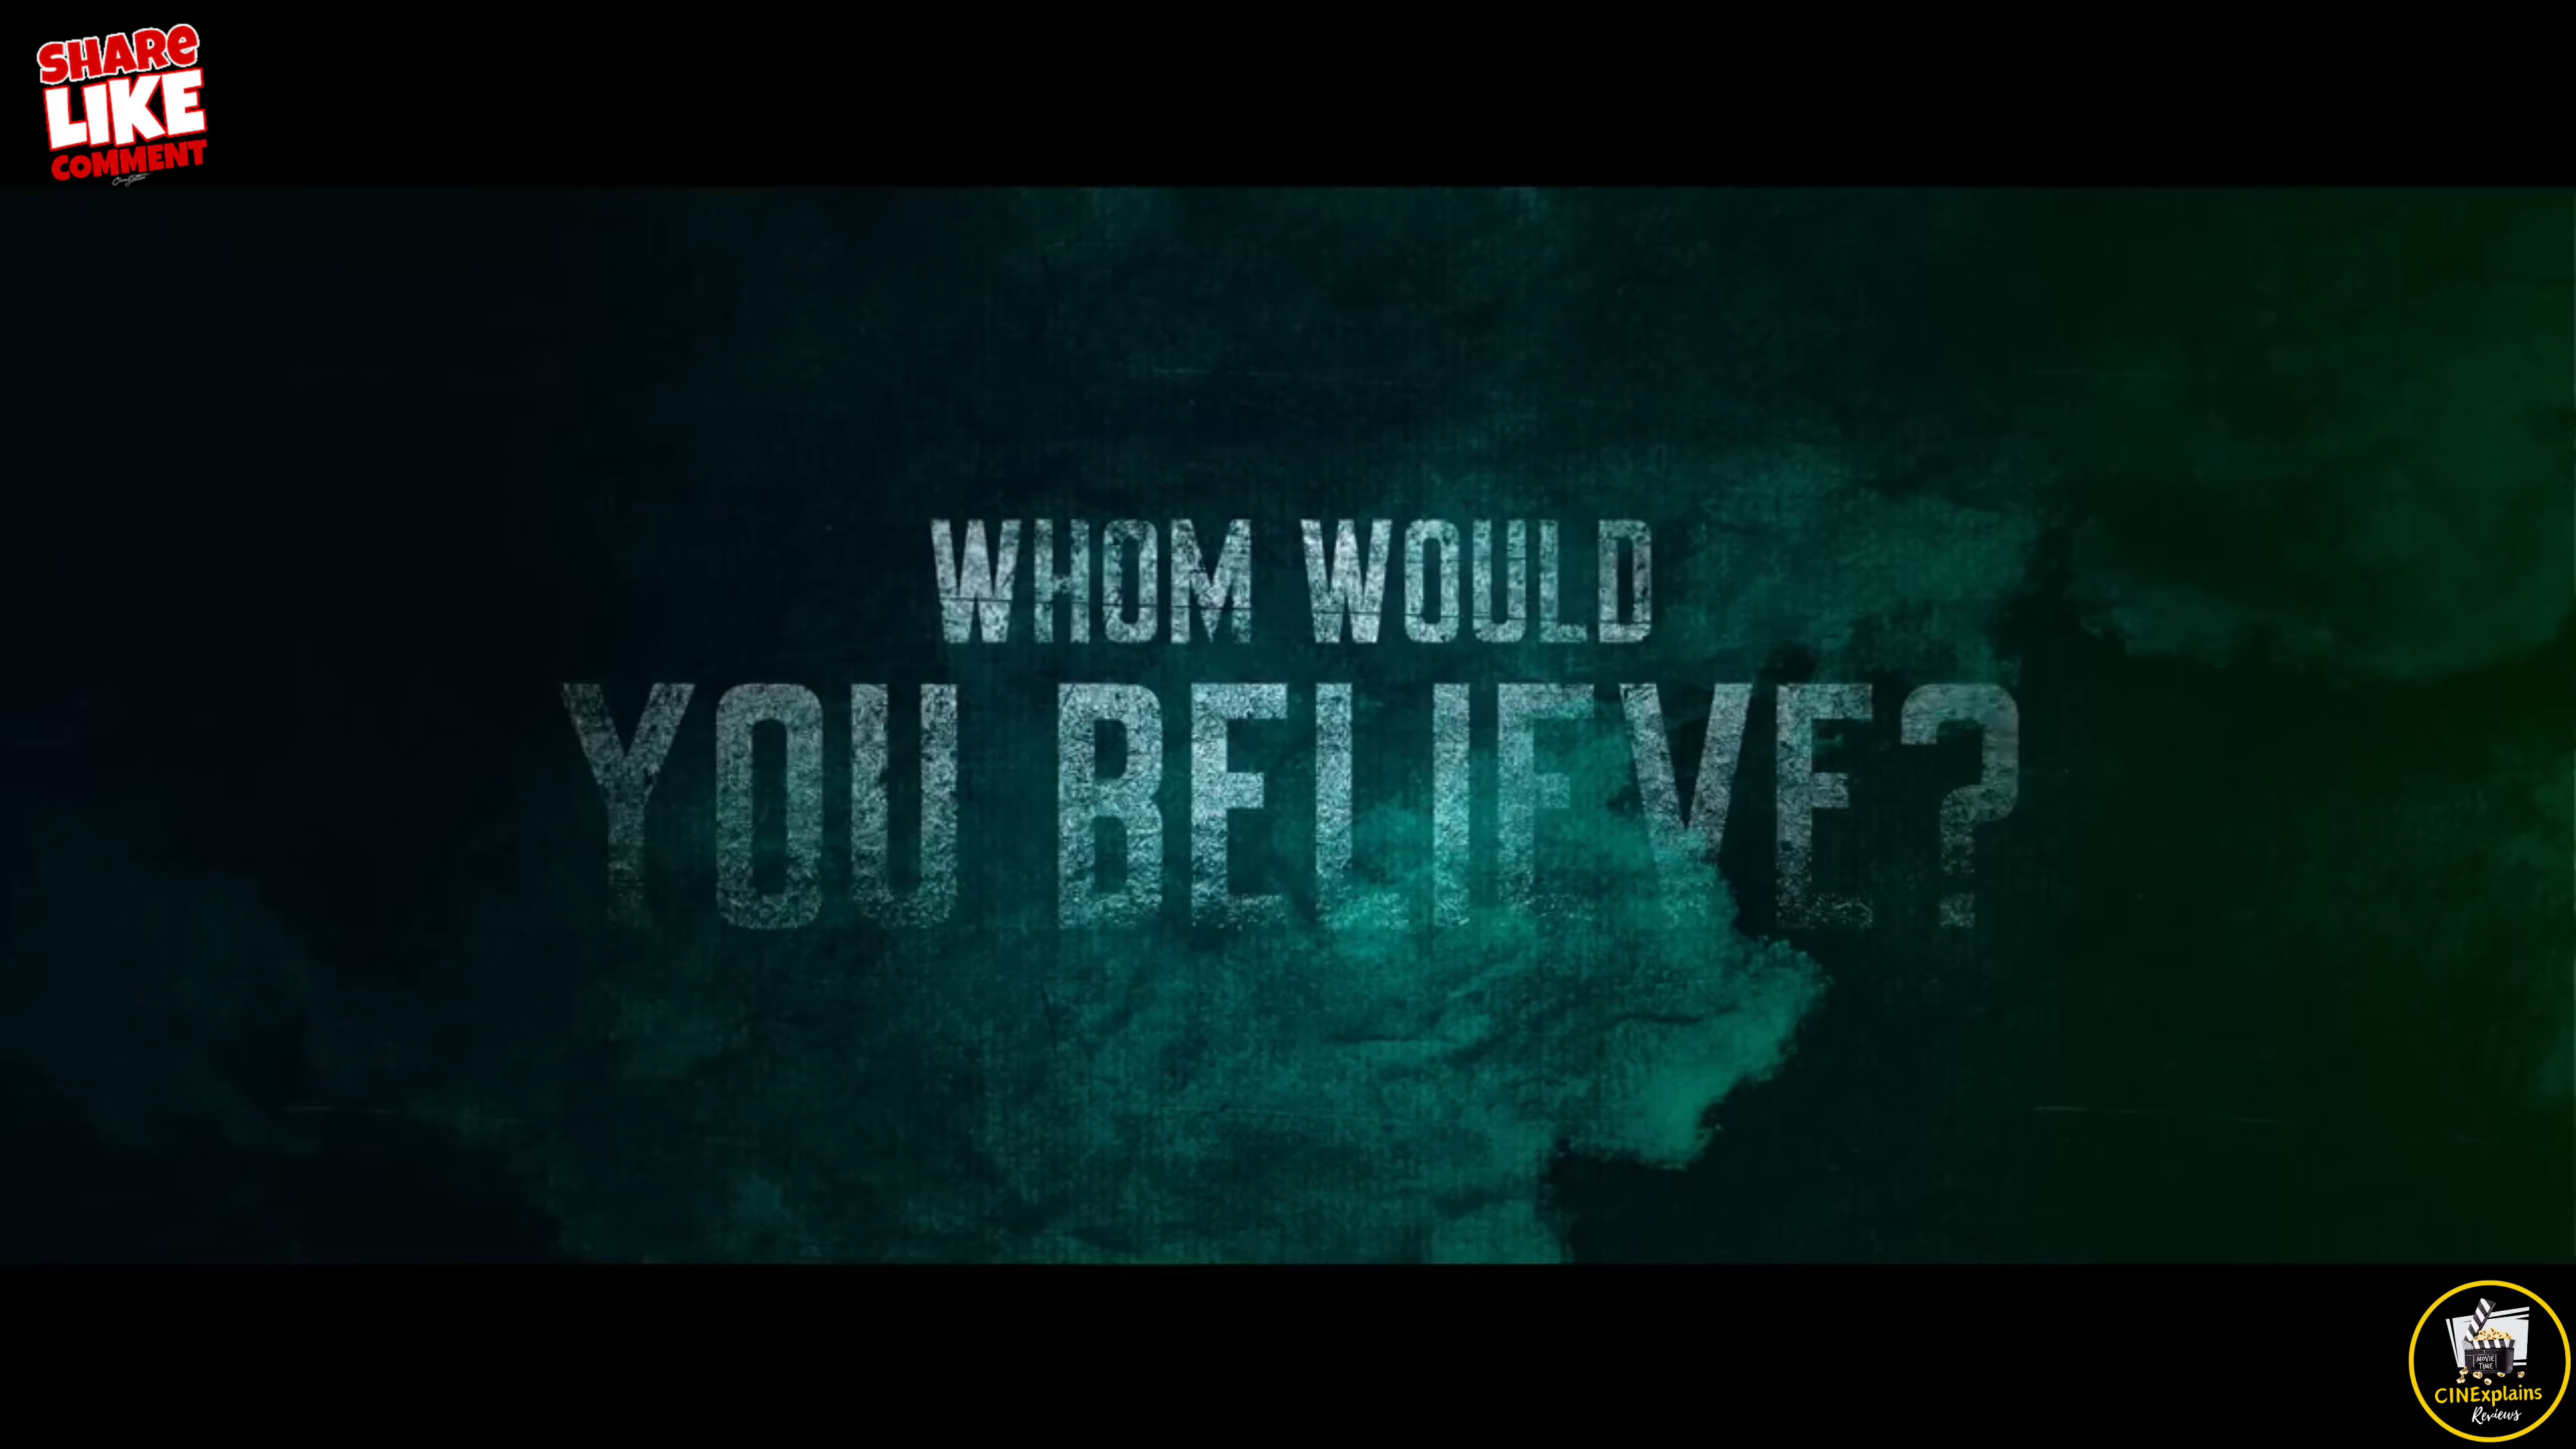 SHARe
LIKE
COMMENT
WHOM WOULD
YOU BELIEVE?
MOVIE
TIME
CINExplains
Reviews